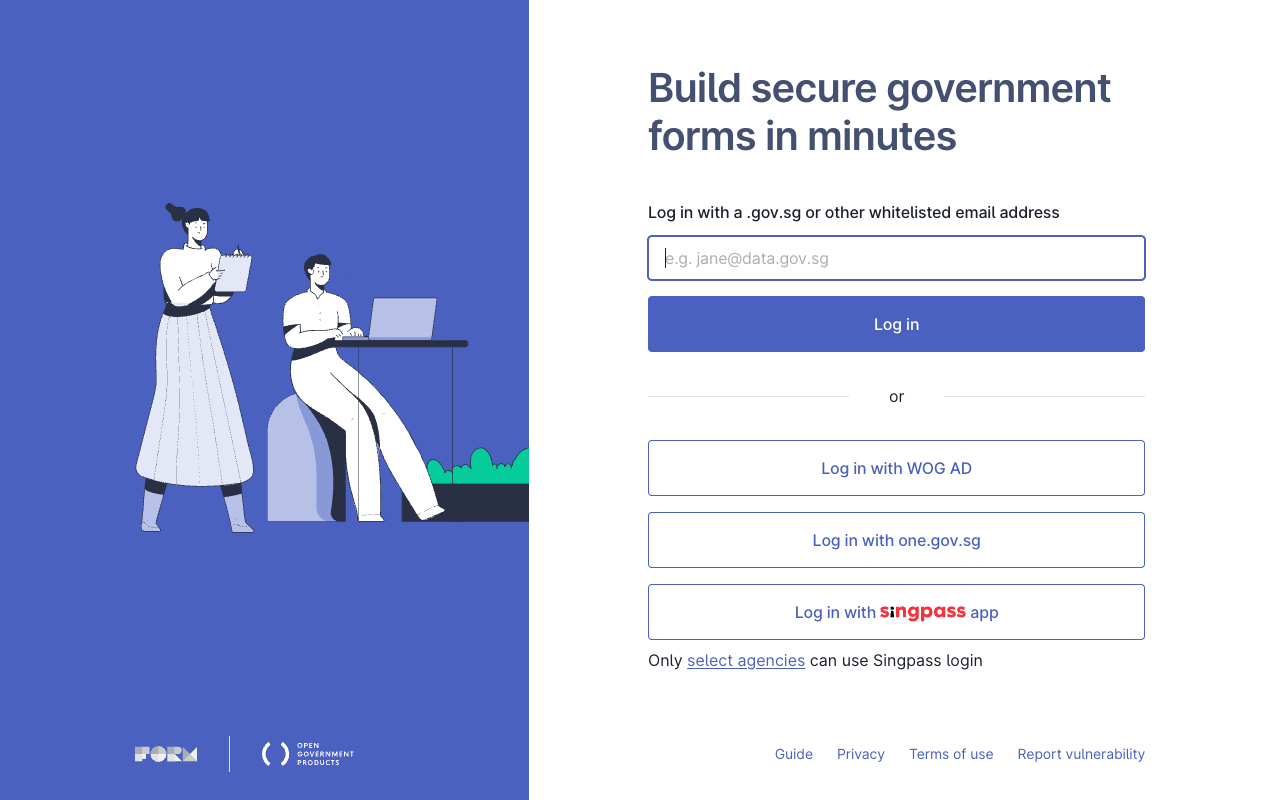 Build secure government
forms in minutes
Log in with a .gov.sg or other whitelisted email address
e.g. jane@data.gov.sg
Log in
or
Log in with WOG AD
Log in with one.gov.sg
Log in with singpass app
Only select agencies can use Singpass login
FORM
OPEN
GOVERNMENT
PRODUCTS
Guide Privacy Terms of use Report vulnerability